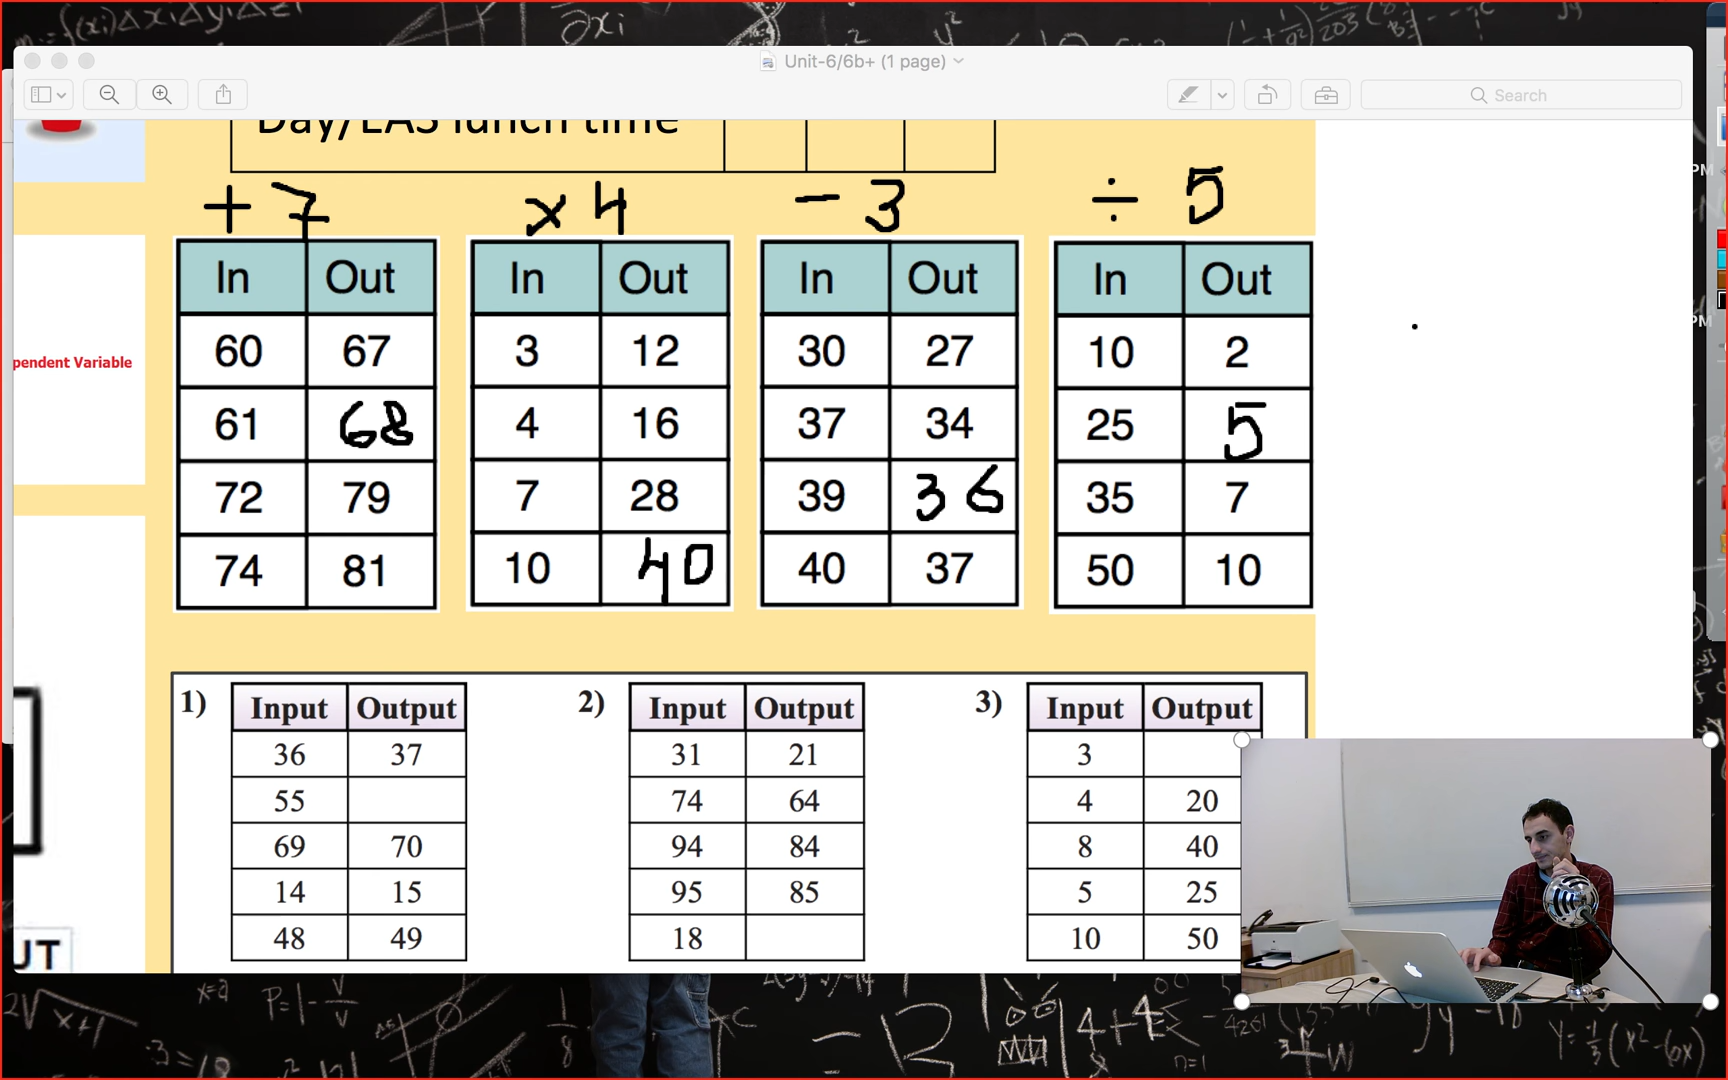 Unit-6/6b+ (1 page)
Search
Day/EAS lunch time
+7 ×4 -3 ÷5
In Out In Out In Out In Out
60 67 3 12 30 27 10 2
pendent Variable
61 68 4 16 37 34 25 5
72 79 7 28 39 36 35 7
74 81 10 40 40 37 50 10
1) Input Output 2) Input Output 3) Input Output
36 37 31 21 3
55 74 64 4 20
69 70 94 84 8 40
14 15 95 85 5 25
48 49 18 10 50
UT
PM
PM